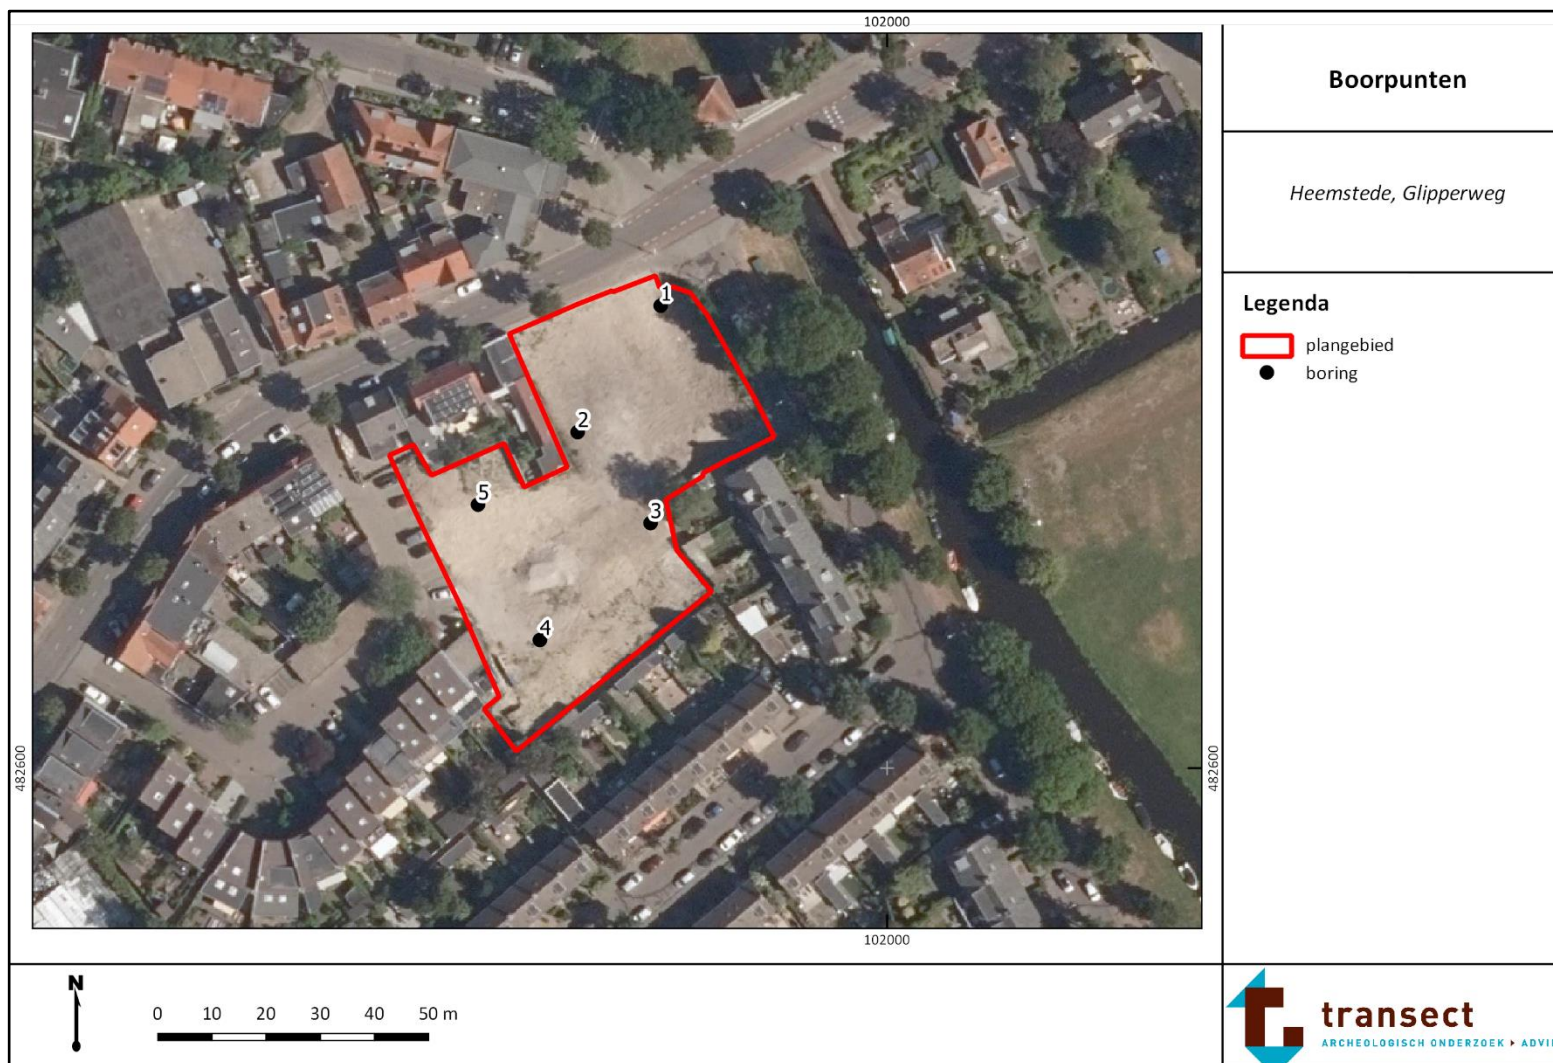 102000
Boorpunten
Heemstede, Glipperweg
Legenda
plangebied
boring
1
2
5
3
4
482600
482600
102000
N
0 10 20 30 40 50 m
transect
ARCHEOLOGISCH ONDERZOEK ▸ ADVI